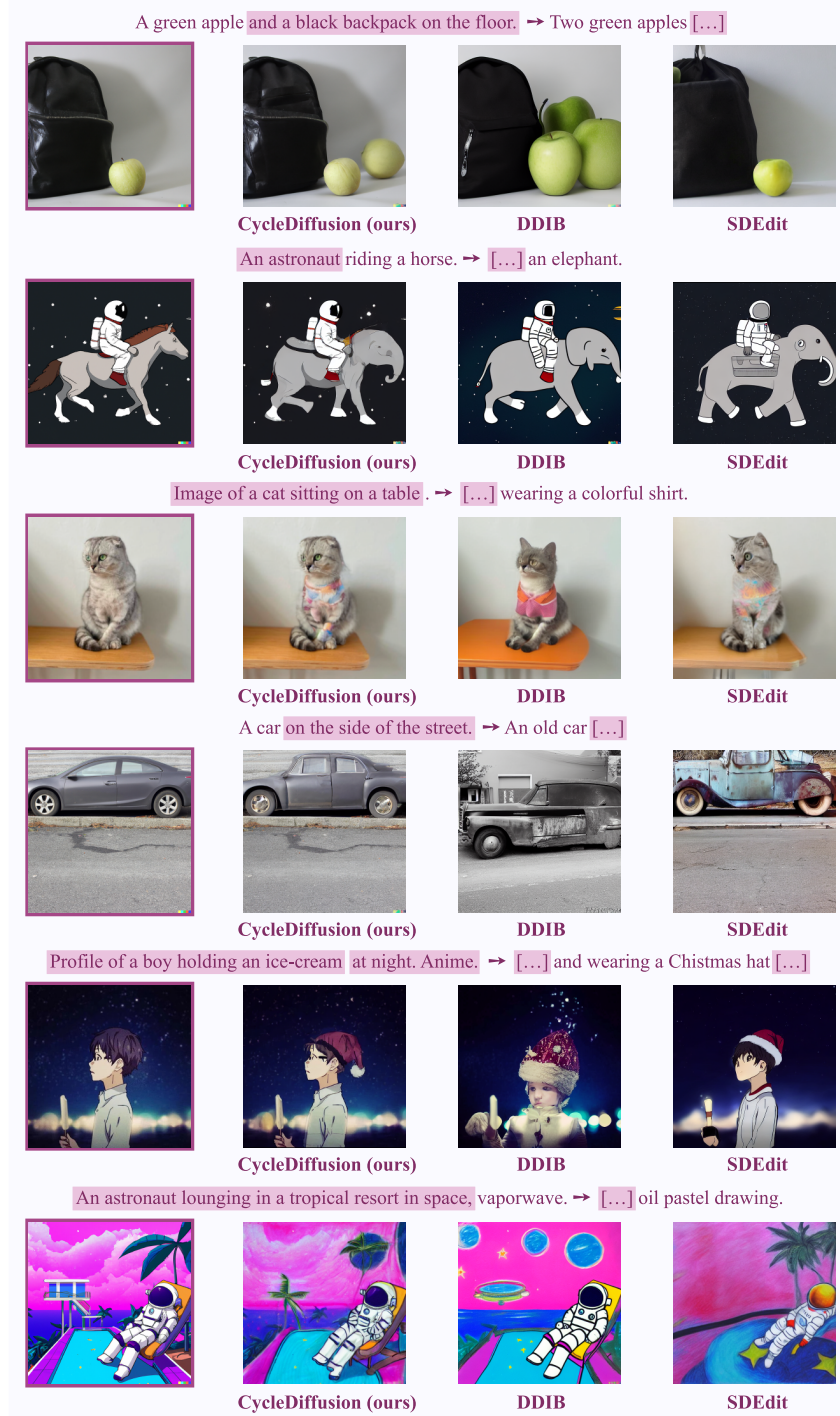 A green apple and a black backpack on the floor. → Two green apples [...]
CycleDiffusion (ours) DDIB SDEdit
An astronaut riding a horse. → [...] an elephant.
CycleDiffusion (ours) DDIB SDEdit
Image of a cat sitting on a table . → [...] wearing a colorful shirt.
CycleDiffusion (ours) DDIB SDEdit
A car on the side of the street. → An old car [...]
CycleDiffusion (ours) DDIB SDEdit
Profile of a boy holding an ice-cream at night. Anime. → [...] and wearing a Chistmas hat [...]
CycleDiffusion (ours) DDIB SDEdit
An astronaut lounging in a tropical resort in space, vaporwave. → [...] oil pastel drawing.
CycleDiffusion (ours) DDIB SDEdit